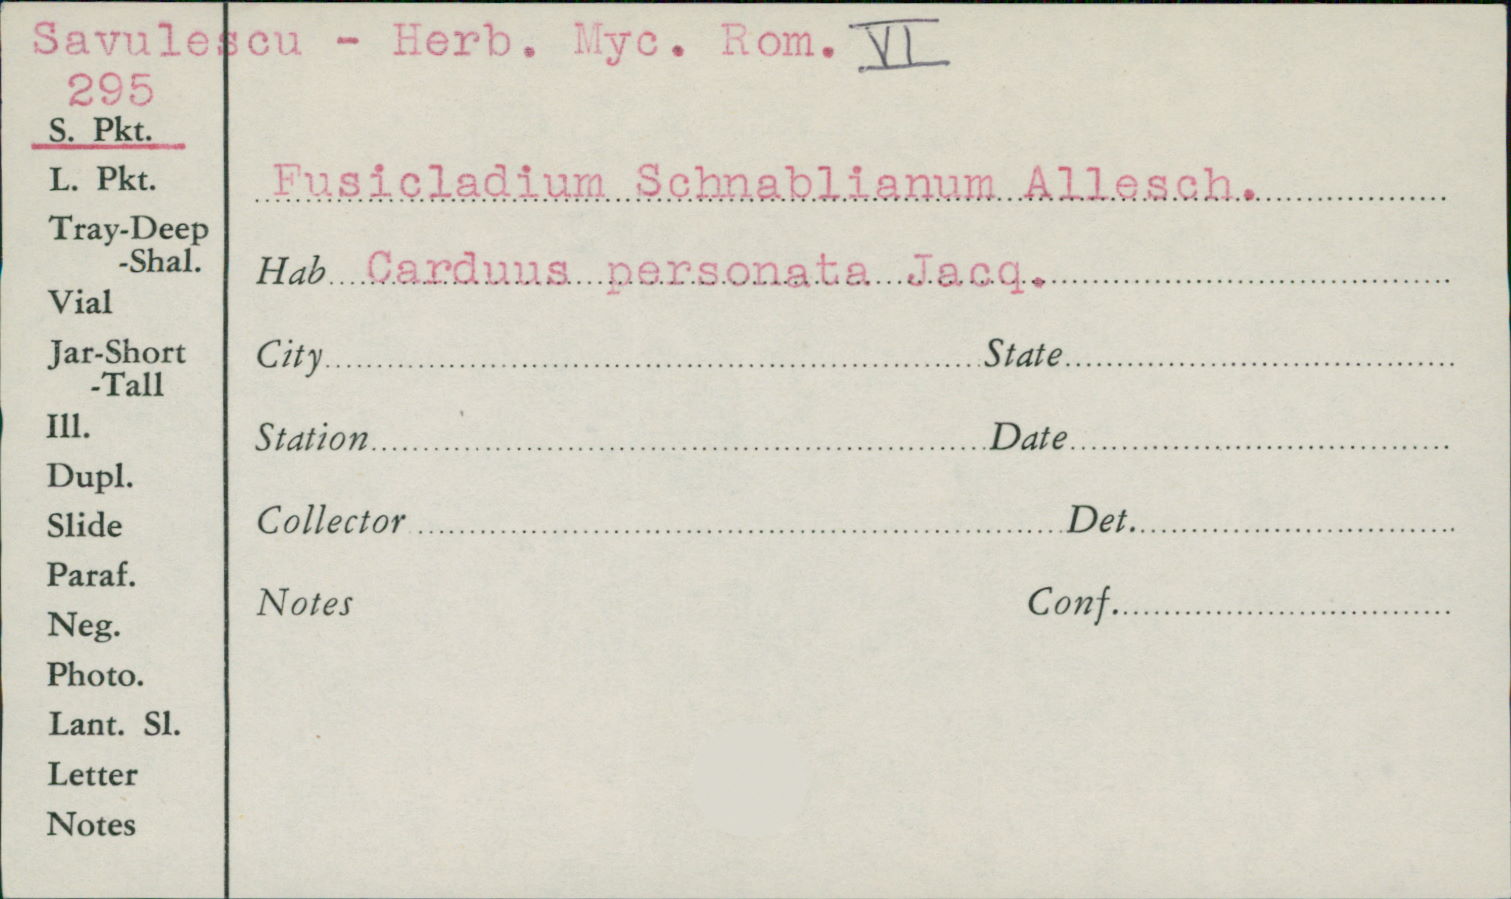 Savulescu - Herb. Myc. Rom. VI
295
S. Pkt.
L. Pkt.
Tray-Deep
-Shal.
Vial
Jar-Short
-Tall
Ill.
Dupl.
Slide
Paraf.
Neg.
Photo.
Lant. Sl.
Letter
Notes
Fusicladium Schnablianum Allesch.
Hab Carduus personata Jacq.
City State
Station Date
Collector Det.
Notes Conf.